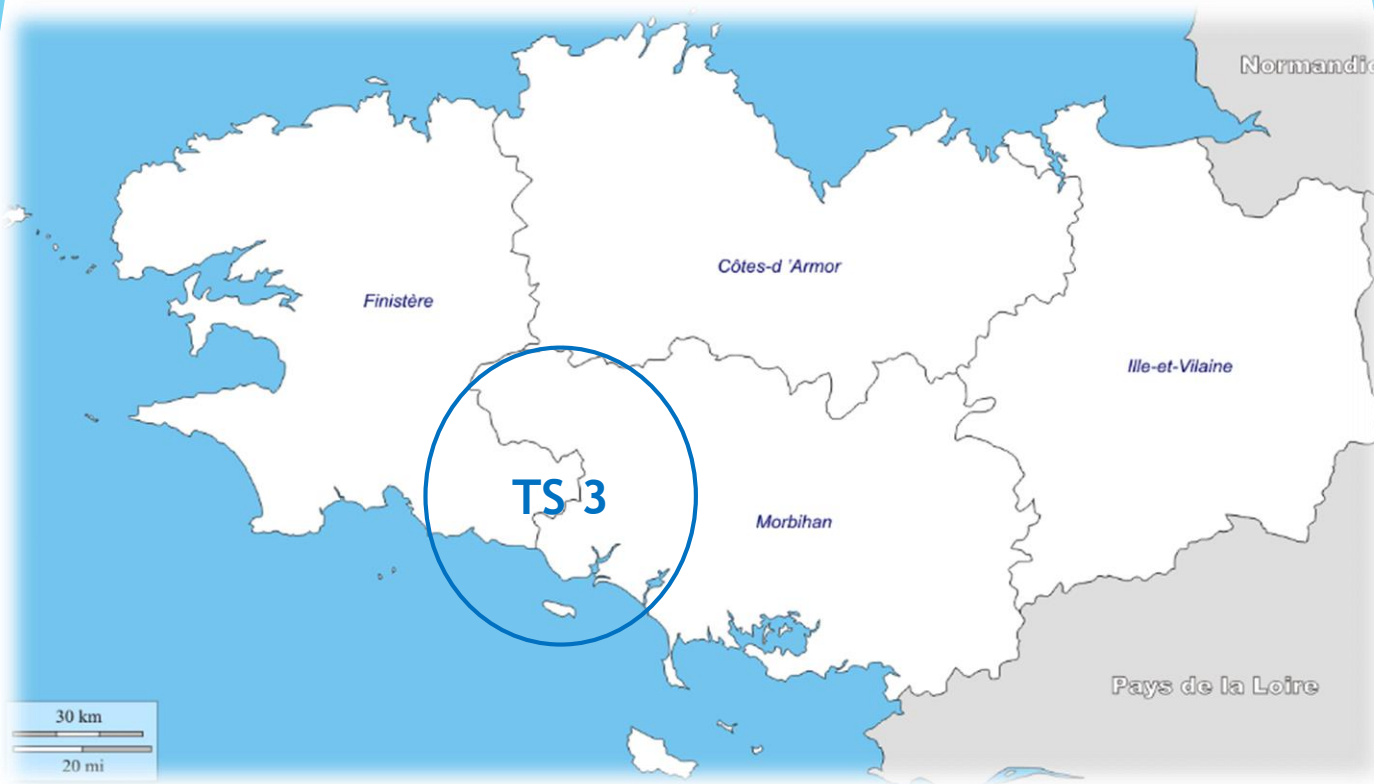 Normandie
Côtes-d 'Armor
Finistère
Ille-et-Vilaine
TS 3
Morbihan
Pays de la Loire
30 km
20 mi